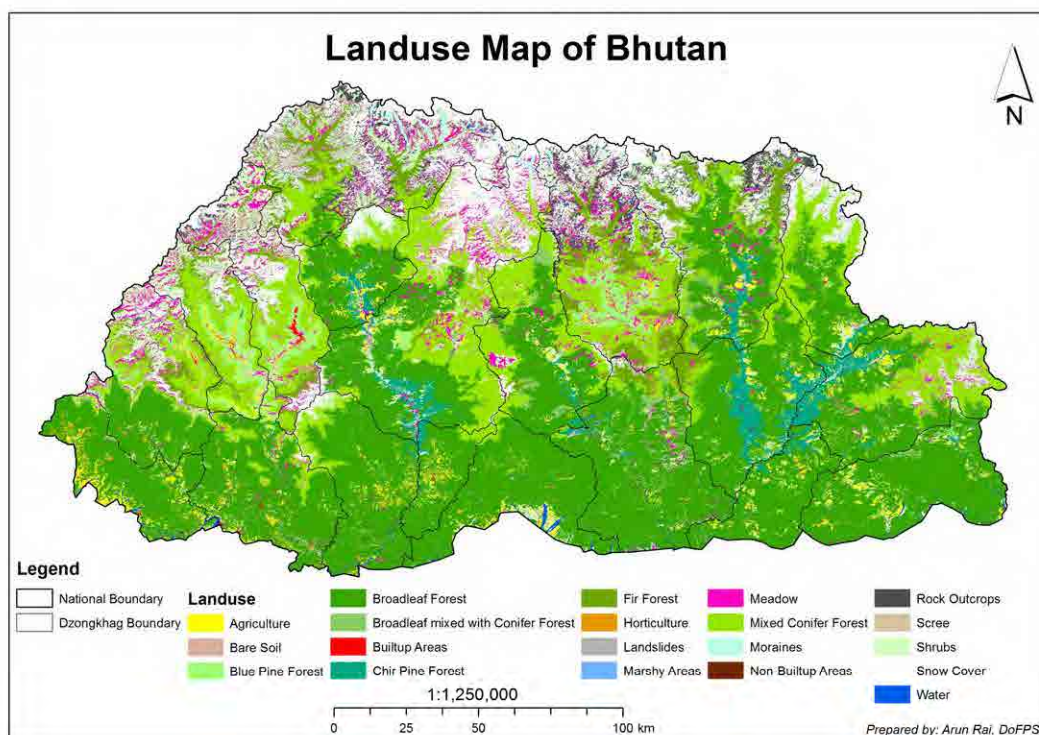 Landuse Map of Bhutan
N
Legend
National Boundary
Dzongkhag Boundary
Landuse
Agriculture
Bare Soil
Blue Pine Forest
Broadleaf Forest
Broadleaf mixed with Conifer Forest
Builtup Areas
Chir Pine Forest
Fir Forest
Horticulture
Landslides
Marshy Areas
Meadow
Mixed Conifer Forest
Moraines
Non Builtup Areas
Rock Outcrops
Scree
Shrubs
Snow Cover
Water
1:1,250,000
0 25 50 100 km
Prepared by: Arun Rai, DoFPS